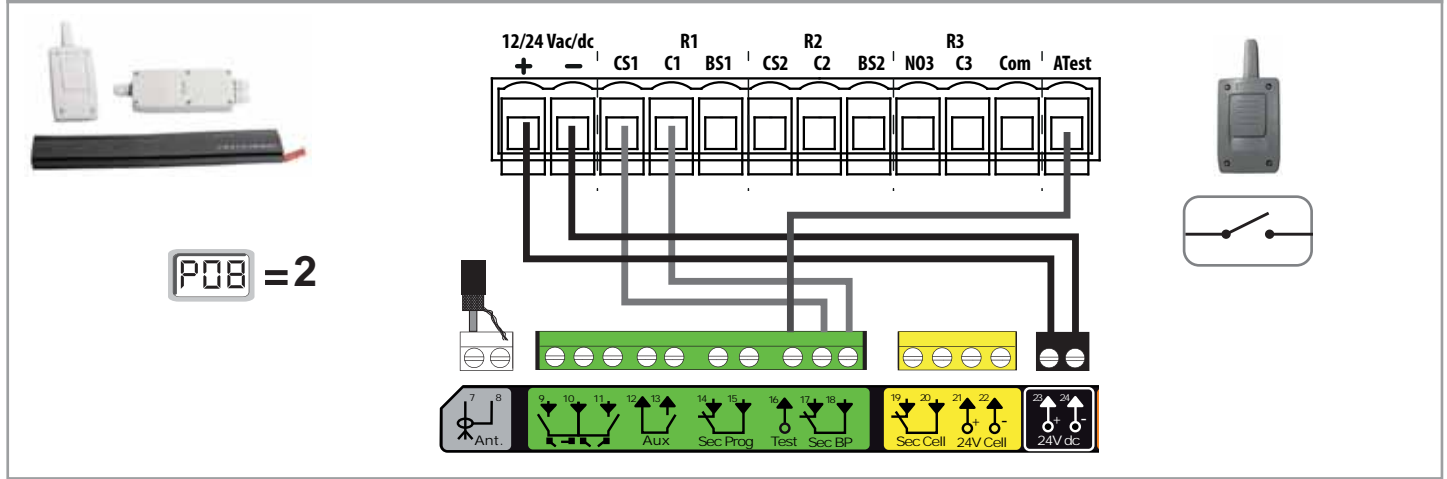 12/24 Vac/dc R1 R2 R3
+ − CS1 C1 BS1 CS2 C2 BS2 NO3 C3 Com ATest
P08 = 2
7 8 9 10 11 12 13 14 15 16 17 18 19 20 21 22 23 24
+ - + -
Ant. Aux Sec Prog Test Sec BP Sec Cell 24V Cell 24V dc